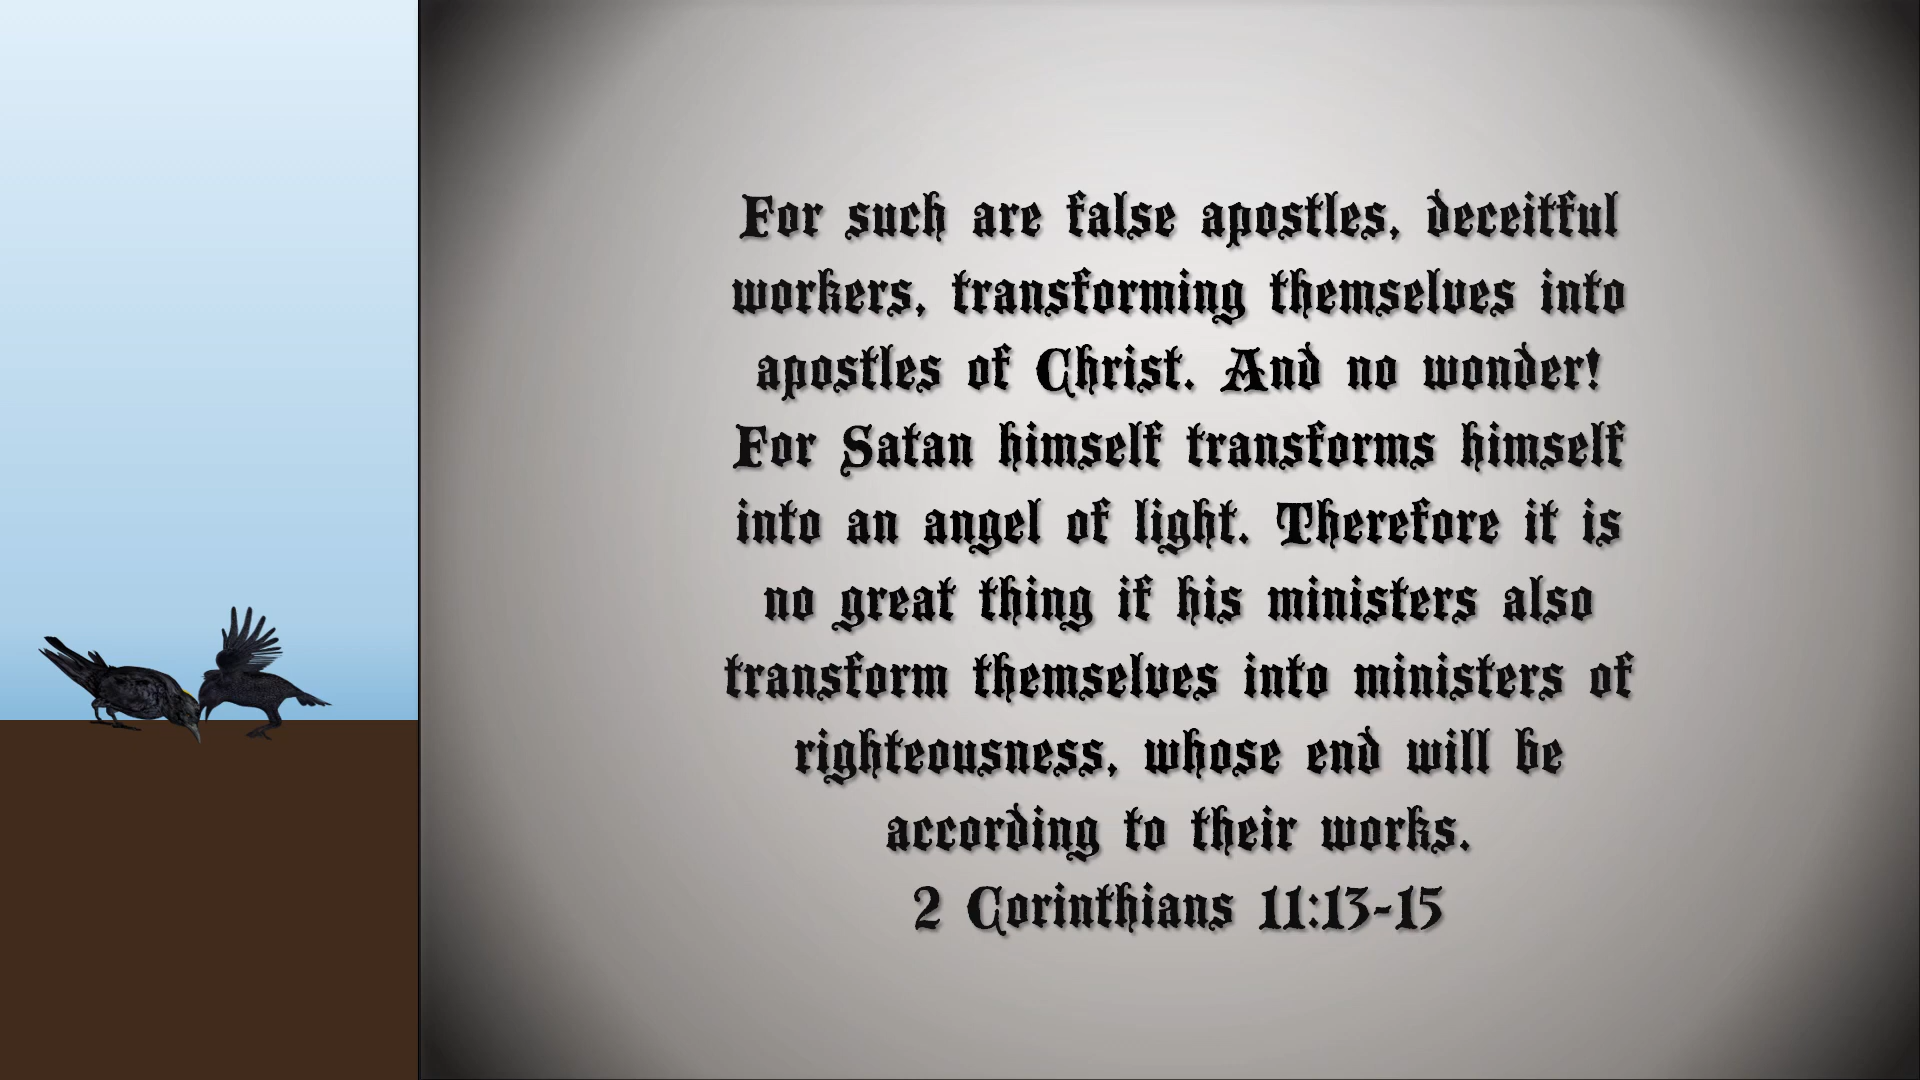 For such are false apostles, deceitful
workers, transforming themselves into
apostles of Christ. And no wonder!
For Satan himself transforms himself
into an angel of light. Therefore it is
no great thing if his ministers also
transform themselves into ministers of
righteousness, whose end will be
according to their works.
2 Corinthians 11:13-15